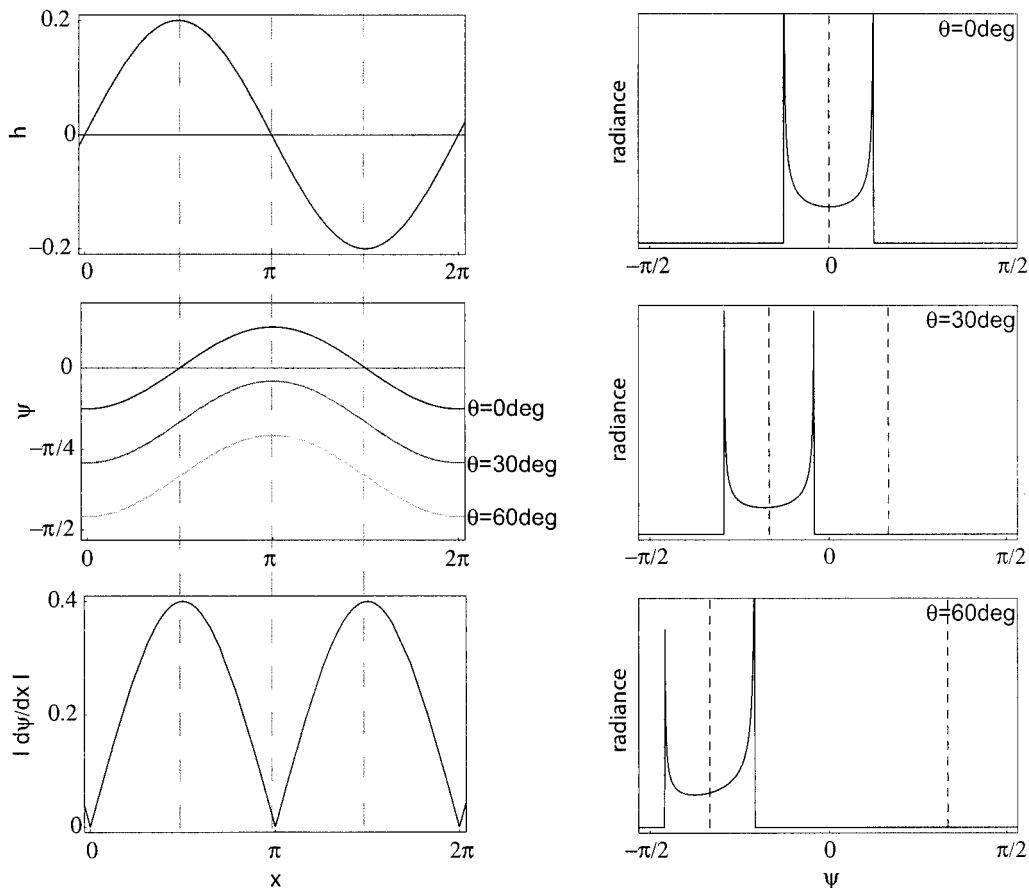 0.2
h
0
−0.2
0
π
2π
0
ψ
−π/4
−π/2
θ=0deg
θ=30deg
θ=60deg
0
π
2π
0.4
| dψ/dx |
0.2
0
0
π
2π
x
θ=0deg
radiance
−π/2
0
π/2
θ=30deg
radiance
−π/2
0
π/2
θ=60deg
radiance
−π/2
0
π/2
ψ